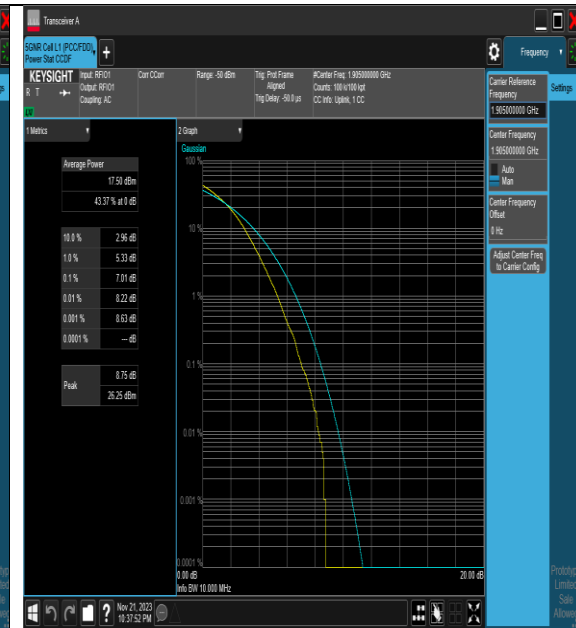 Transceiver A
5GNR Cell L1 (PCC/FDD)
Power Stat CCDF
KEYSIGHT
R T
LV
Input: RFIO1
Output: RFIO1
Coupling: AC
Corr CCorr
Range: -50 dBm
Trig: Prot Frame
Aligned
Trig Delay: -50.0 µs
#Center Freq: 1.905000000 GHz
Counts: 100 k/100 kpt
CC Info: Uplink, 1 CC
1 Metrics
Average Power
17.50 dBm
43.37 % at 0 dB
10.0 % 2.96 dB
1.0 % 5.33 dB
0.1 % 7.01 dB
0.01 % 8.22 dB
0.001 % 8.63 dB
0.0001 % --- dB
Peak
8.75 dB
26.25 dBm
2 Graph
Gaussian
100 %
10 %
1 %
0.1 %
0.01 %
0.001 %
0.0001 %
0.00 dB
20.00 dB
Info BW 10.000 MHz
Frequency
Settings
Carrier Reference
Frequency
1.905000000 GHz
Center Frequency
1.905000000 GHz
Auto
Man
Center Frequency
Offset
0 Hz
Adjust Center Freq
to Carrier Config
?
Nov 21, 2023
10:37:52 PM